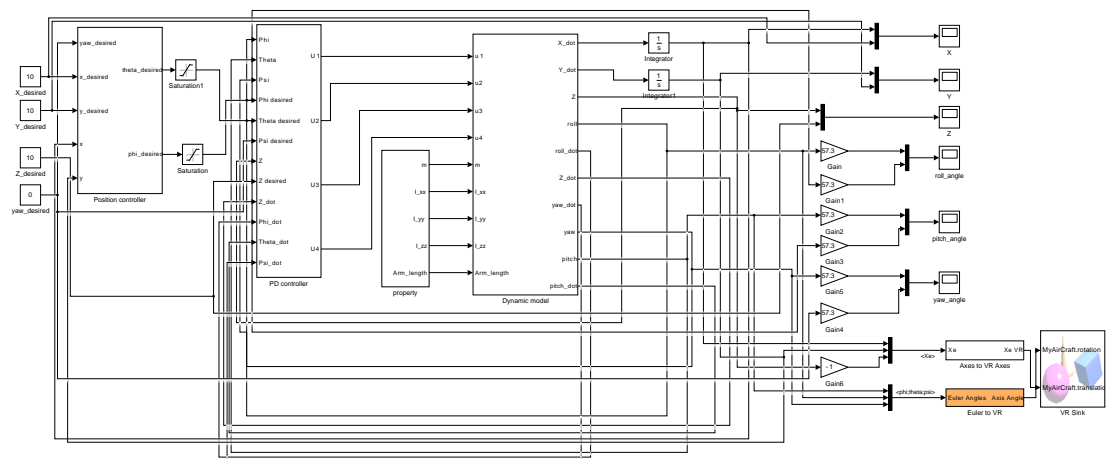 10
X_desired
10
Y_desired
10
Z_desired
0
yaw_desired
yaw_desired
x_desired
y_desired
x
y
theta_desired
phi_desired
Position controller
Saturation1
Saturation
Phi
Theta
Psi
Phi desired
Theta desired
Psi desired
Z
Z desired
Z_dot
Phi_dot
Theta_dot
Psi_dot
U 1
U2
U3
U4
PD controller
m
I_xx
I_yy
I_zz
Arm_length
property
u 1
u2
u3
u4
m
I_xx
I_yy
I_zz
Arm_length
X_dot
Y_dot
Z
roll
roll_dot
Z_dot
yaw_dot
yaw
pitch
pitch_dot
Dynamic model
1
s
Integrator
1
s
Integrator1
X
Y
Z
57.3
Gain
57.3
Gain1
roll_angle
57.3
Gain2
57.3
Gain3
pitch_angle
57.3
Gain5
57.3
Gain4
yaw_angle
-1
Gain6
<Xe>
Xe Xe VR
Axes to VR Axes
<phi;theta;psi>
Euler Angles Axis Angle
Euler to VR
MyAirCraft.rotation
MyAirCraft.translatio
VR Sink